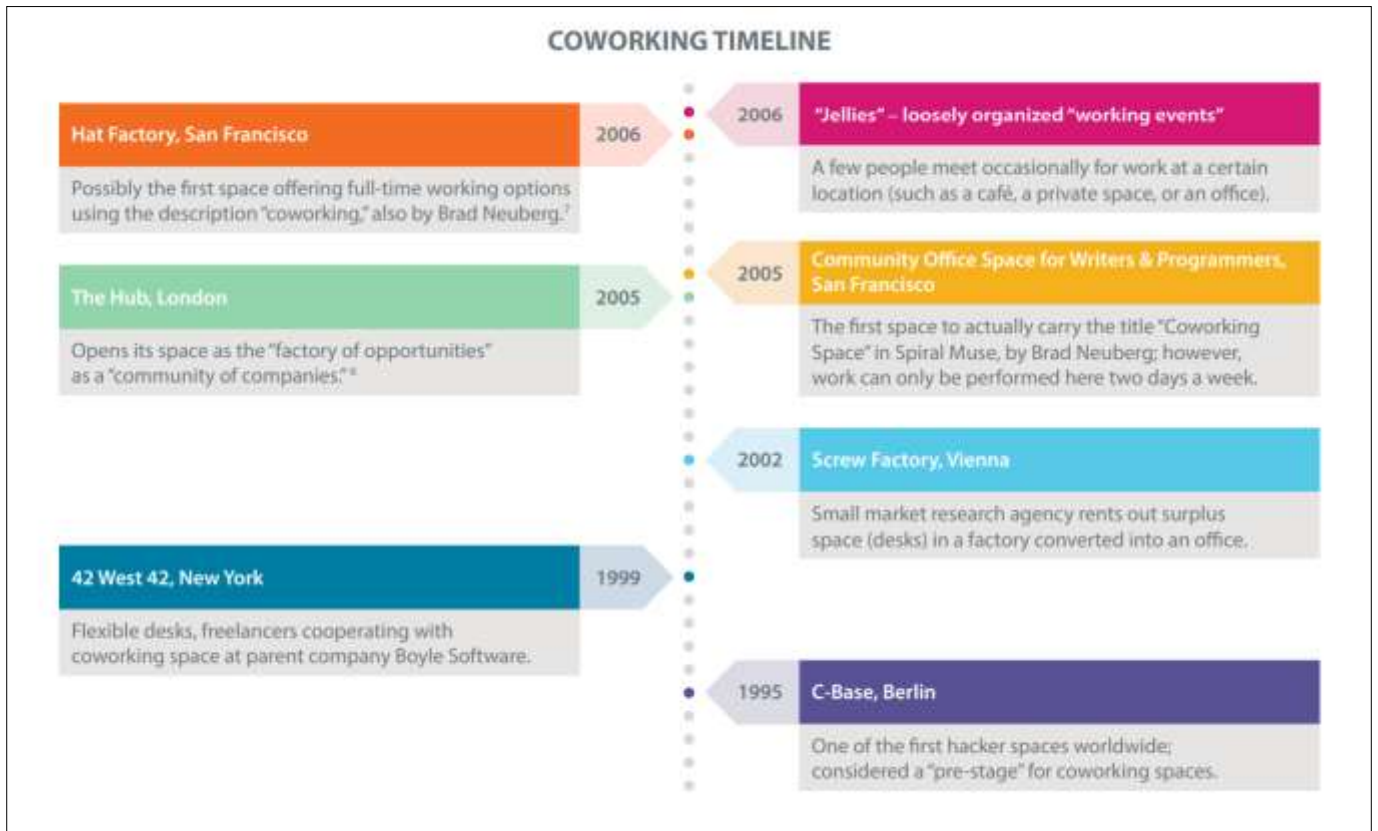 COWORKING TIMELINE
2006
"Jellies" – loosely organized "working events"
A few people meet occasionally for work at a certain
location (such as a café, a private space, or an office).
Hat Factory, San Francisco
2006
Possibly the first space offering full-time working options
using the description "coworking," also by Brad Neuberg.7
2005
Community Office Space for Writers & Programmers,
San Francisco
The first space to actually carry the title "Coworking
Space" in Spiral Muse, by Brad Neuberg; however,
work can only be performed here two days a week.
The Hub, London
2005
Opens its space as the "factory of opportunities"
as a "community of companies."
2002
Screw Factory, Vienna
Small market research agency rents out surplus
space (desks) in a factory converted into an office.
42 West 42, New York
1999
Flexible desks, freelancers cooperating with
coworking space at parent company Boyle Software.
1995
C-Base, Berlin
One of the first hacker spaces worldwide;
considered a "pre-stage" for coworking spaces.